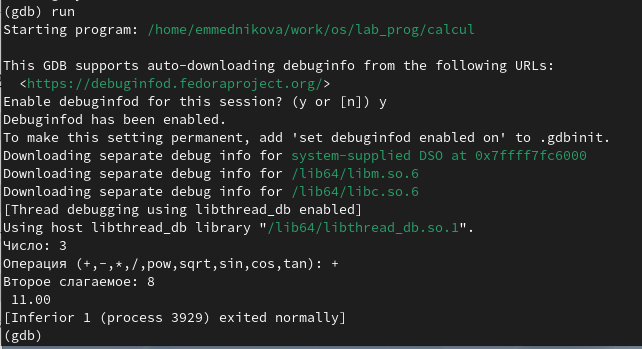 (gdb) run
Starting program: /home/emmednikova/work/os/lab_prog/calcul

This GDB supports auto-downloading debuginfo from the following URLs:
  <https://debuginfod.fedoraproject.org/>
Enable debuginfod for this session? (y or [n]) y
Debuginfod has been enabled.
To make this setting permanent, add 'set debuginfod enabled on' to .gdbinit.
Downloading separate debug info for system-supplied DSO at 0x7ffff7fc6000
Downloading separate debug info for /lib64/libm.so.6
Downloading separate debug info for /lib64/libc.so.6
[Thread debugging using libthread_db enabled]
Using host libthread_db library "/lib64/libthread_db.so.1".
Число: 3
Операция (+,-,*,/,pow,sqrt,sin,cos,tan): +
Второе слагаемое: 8
 11.00
[Inferior 1 (process 3929) exited normally]
(gdb)